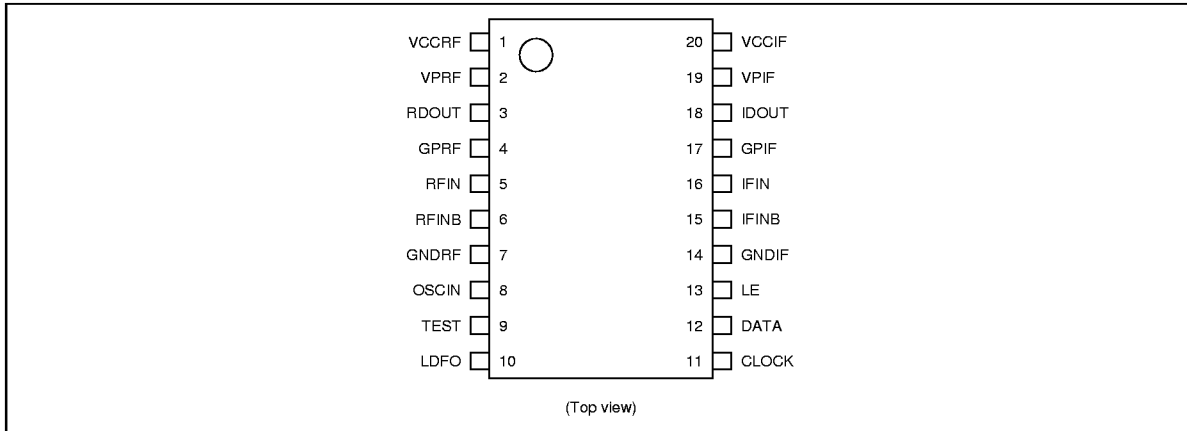 VCCRF 1 20 VCCIF
VPRF 2 19 VPIF
RDOUT 3 18 IDOUT
GPRF 4 17 GPIF
RFIN 5 16 IFIN
RFINB 6 15 IFINB
GNDRF 7 14 GNDIF
OSCIN 8 13 LE
TEST 9 12 DATA
LDFO 10 11 CLOCK
(Top view)